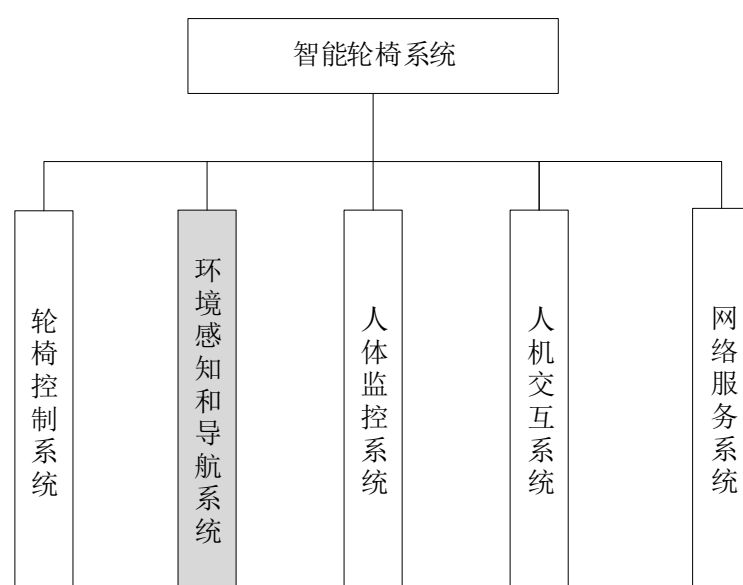 智能轮椅系统
轮椅控制系统
环境感知和导航系统
人体监控系统
人机交互系统
网络服务系统